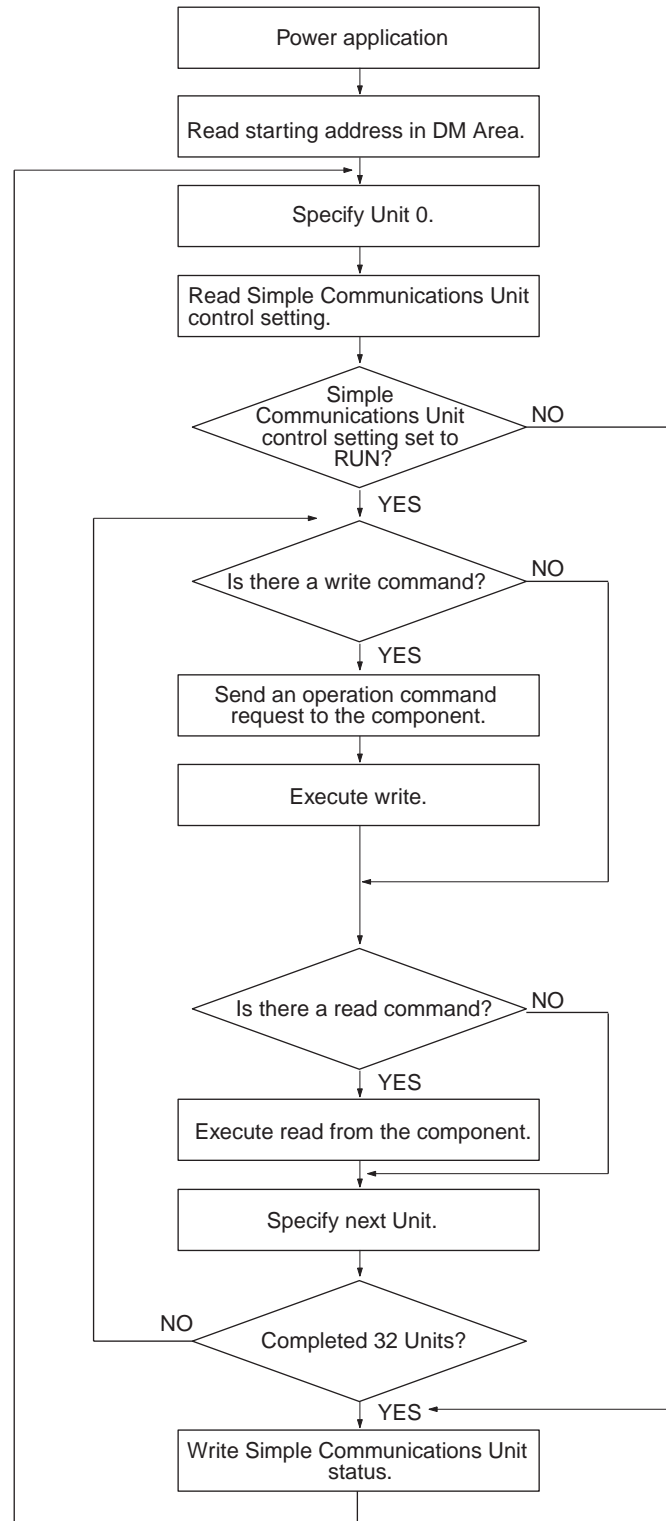 Power application
Read starting address in DM Area.
Specify Unit 0.
Read Simple Communications Unit
control setting.
Simple
Communications Unit
control setting set to
RUN?
NO
YES
Is there a write command?
NO
YES
Send an operation command
request to the component.
Execute write.
Is there a read command?
NO
YES
Execute read from the component.
Specify next Unit.
NO
Completed 32 Units?
YES
Write Simple Communications Unit
status.